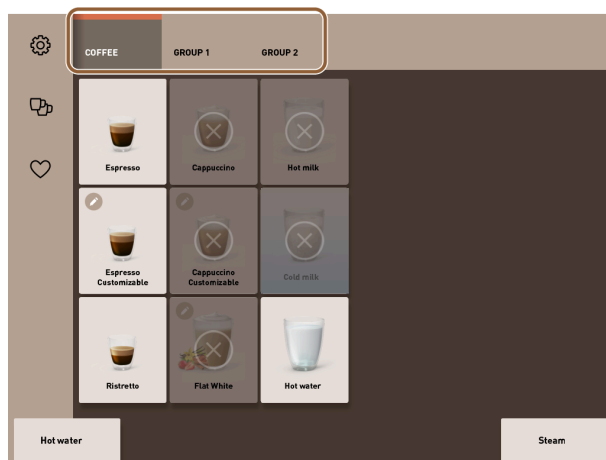 COFFEE GROUP 1 GROUP 2
Espresso Cappuccino Hot milk
Espresso
Customizable
Cappuccino
Customizable
Cold milk
Ristretto Flat White Hot water
Hot water Steam